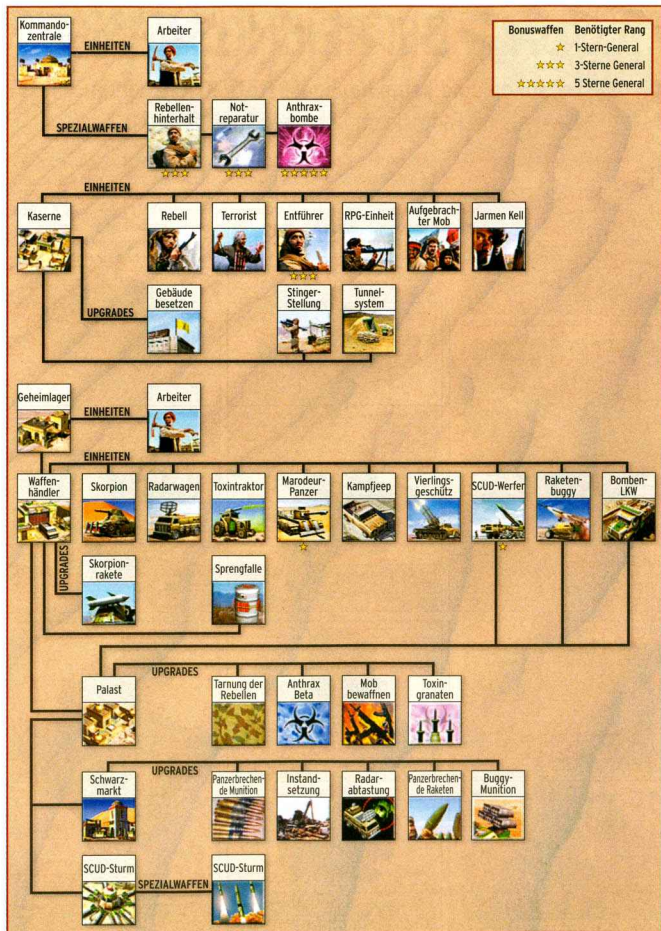 Kommando-
zentrale
EINHEITEN
Arbeiter
Bonuswaffen Benötigter Rang
1-Stern-General
3-Sterne General
5 Sterne General
SPEZIALWAFFEN
Rebellen-
hinterhalt
Not-
reparatur
Anthrax-
bombe
EINHEITEN
Kaserne
Rebell
Terrorist
Entführer
RPG-Einheit
Aufgebrach-
ter Mob
Jarmen Kell
UPGRADES
Gebäude
besetzen
Stinger-
Stellung
Tunnel-
system
Geheimlager
EINHEITEN
Arbeiter
EINHEITEN
Waffen-
händler
Skorpion
Radarwagen
Toxintraktor
Marodeur-
Panzer
Kampfjeep
Vierlings-
geschütz
SCUD-Werfer
Raketen-
buggy
Bomben-
LKW
UPGRADES
Skorpion-
rakete
Sprengfalle
UPGRADES
Palast
Tarnung der
Rebellen
Anthrax
Beta
Mob
bewaffnen
Toxin-
granaten
UPGRADES
Schwarz-
markt
Panzerbrechen-
de Munition
Instand-
setzung
Radar-
abtastung
Panzerbrechen-
de Raketen
Buggy-
Munition
SCUD-Sturm
SPEZIALWAFFEN
SCUD-Sturm